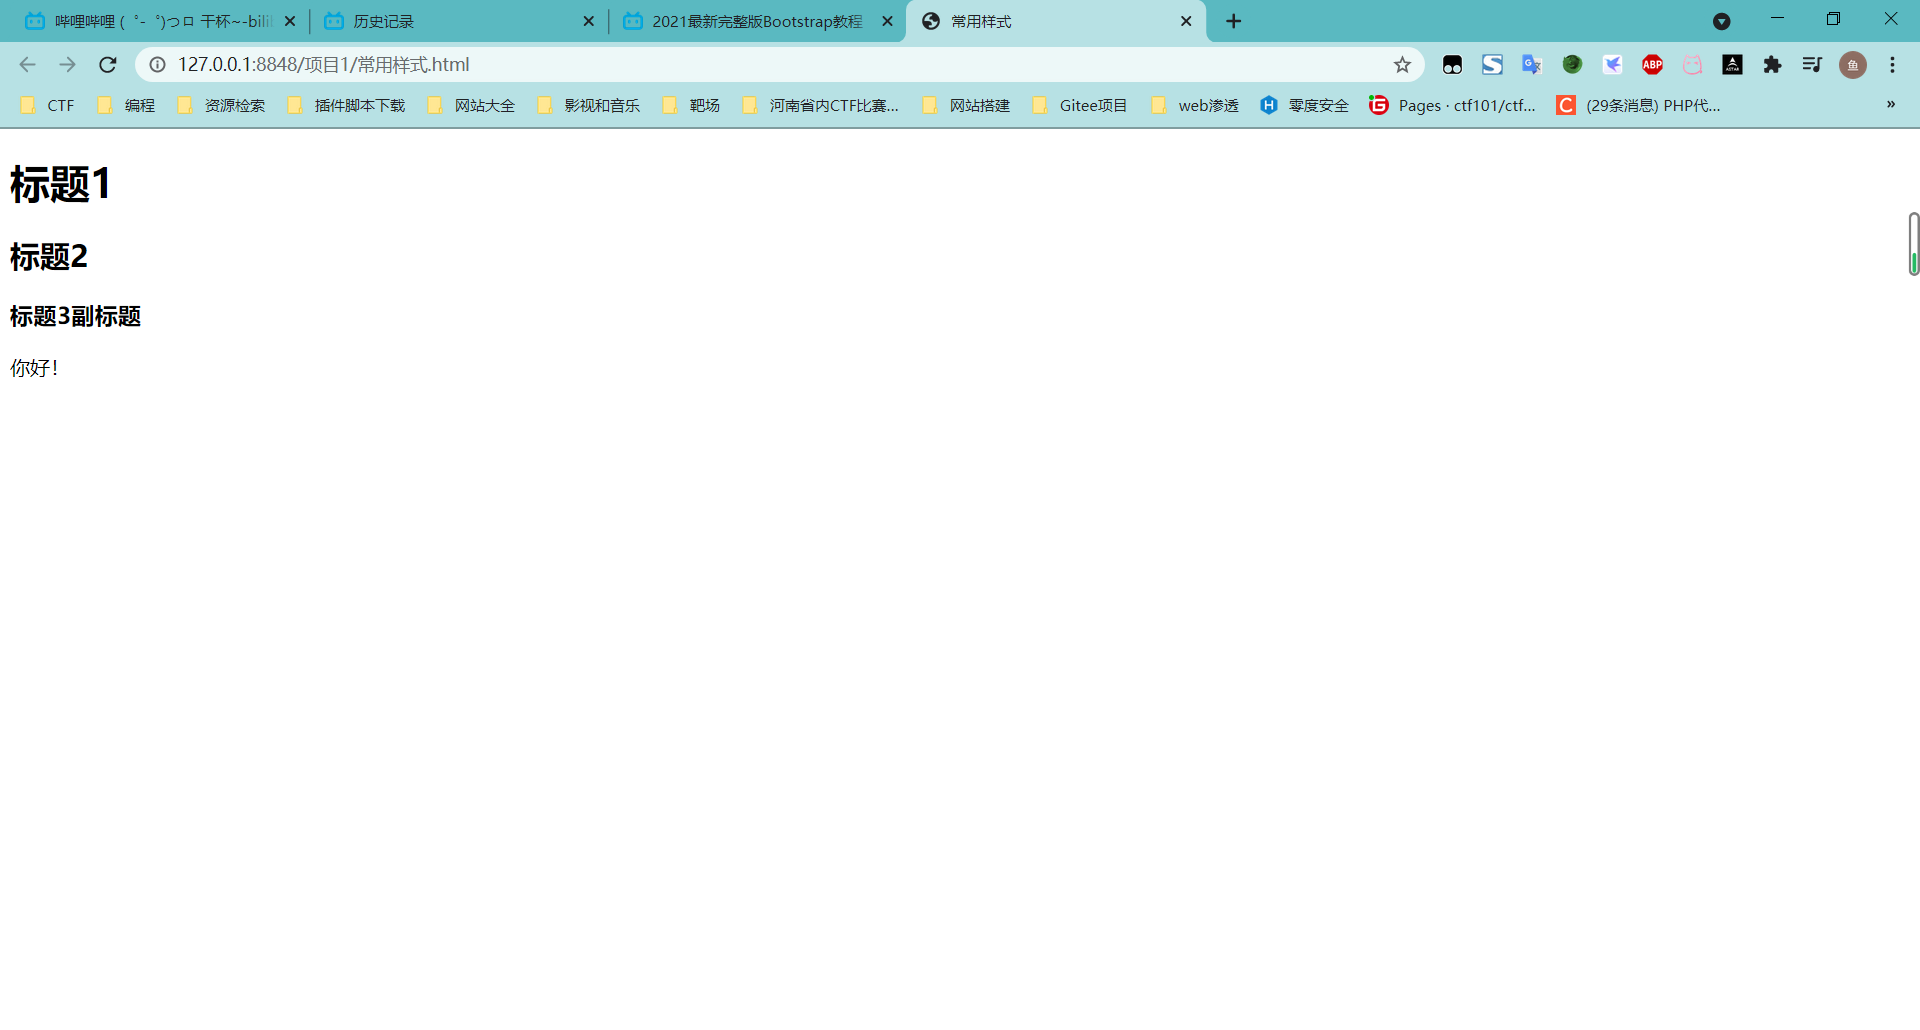 哔哩哔哩 (゜-゜)つロ 干杯~-bili
历史记录
2021最新完整版Bootstrap教程
常用样式
127.0.0.1:8848/项目1/常用样式.html
ABP
鱼
CTF
编程
资源检索
插件脚本下载
网站大全
影视和音乐
靶场
河南省内CTF比赛...
网站搭建
Gitee项目
web渗透
零度安全
Pages · ctf101/ctf...
(29条消息) PHP代...
»
标题1
标题2
标题3副标题
你好！